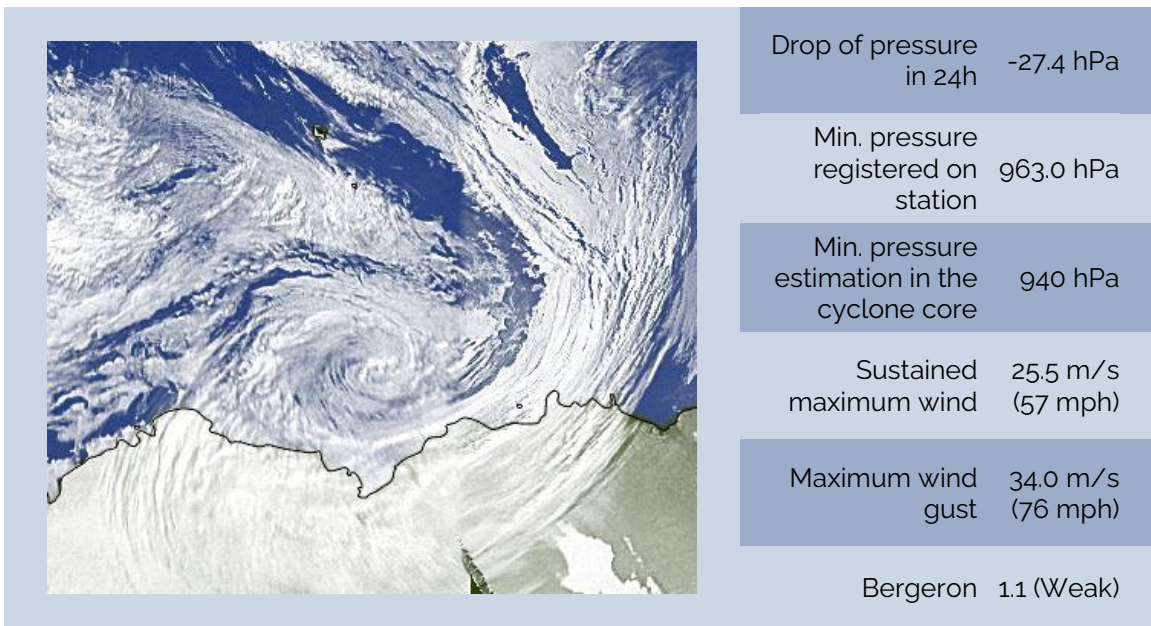 Drop of pressure
in 24h
-27.4 hPa
Min. pressure
registered on
station
963.0 hPa
Min. pressure
estimation in the
cyclone core
940 hPa
Sustained
maximum wind
25.5 m/s
(57 mph)
Maximum wind
gust
34.0 m/s
(76 mph)
Bergeron
1.1 (Weak)